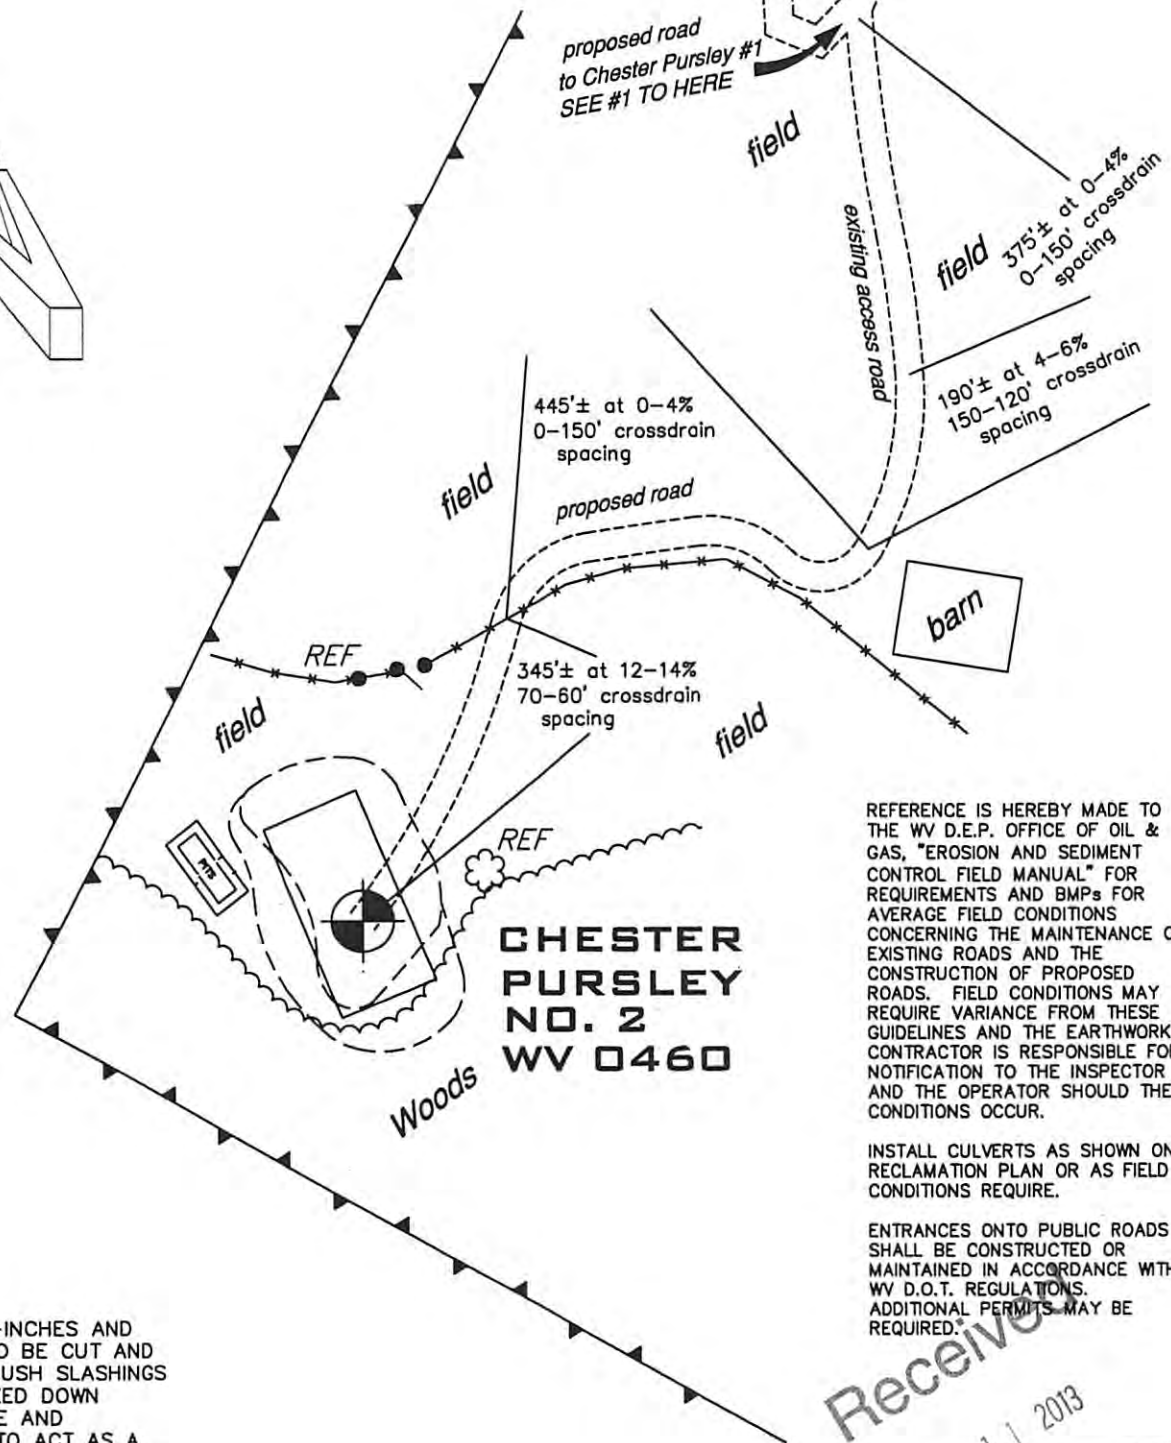 proposed road
to Chester Pursley #1
SEE #1 TO HERE
field
existing access road
field
375'± at 0-4%
0-150' crossdrain
spacing
190'± at 4-6%
150-120' crossdrain
spacing
445'± at 0-4%
0-150' crossdrain
spacing
field
proposed road
barn
REF
345'± at 12-14%
70-60' crossdrain
spacing
field
field
PITS
REF
CHESTER
PURSLEY
NO. 2
WV 0460
Woods
REFERENCE IS HEREBY MADE TO
THE WV D.E.P. OFFICE OF OIL &
GAS, "EROSION AND SEDIMENT
CONTROL FIELD MANUAL" FOR
REQUIREMENTS AND BMPs FOR
AVERAGE FIELD CONDITIONS
CONCERNING THE MAINTENANCE
EXISTING ROADS AND THE
CONSTRUCTION OF PROPOSED
ROADS. FIELD CONDITIONS MAY
REQUIRE VARIANCE FROM THESE
GUIDELINES AND THE EARTHWORK
CONTRACTOR IS RESPONSIBLE
NOTIFICATION TO THE INSPECTOR
AND THE OPERATOR SHOULD
CONDITIONS OCCUR.
INSTALL CULVERTS AS SHOWN ON
RECLAMATION PLAN OR AS FIELD
CONDITIONS REQUIRE.
ENTRANCES ONTO PUBLIC ROADS
SHALL BE CONSTRUCTED OR
MAINTAINED IN ACCORDANCE WITH
WV D.O.T. REGULATIONS.
ADDITIONAL PERMITS MAY BE
REQUIRED.
-INCHES AND
BE CUT AND
SLASHINGS
DOWN
AND
TO ACT AS A
Received
2013